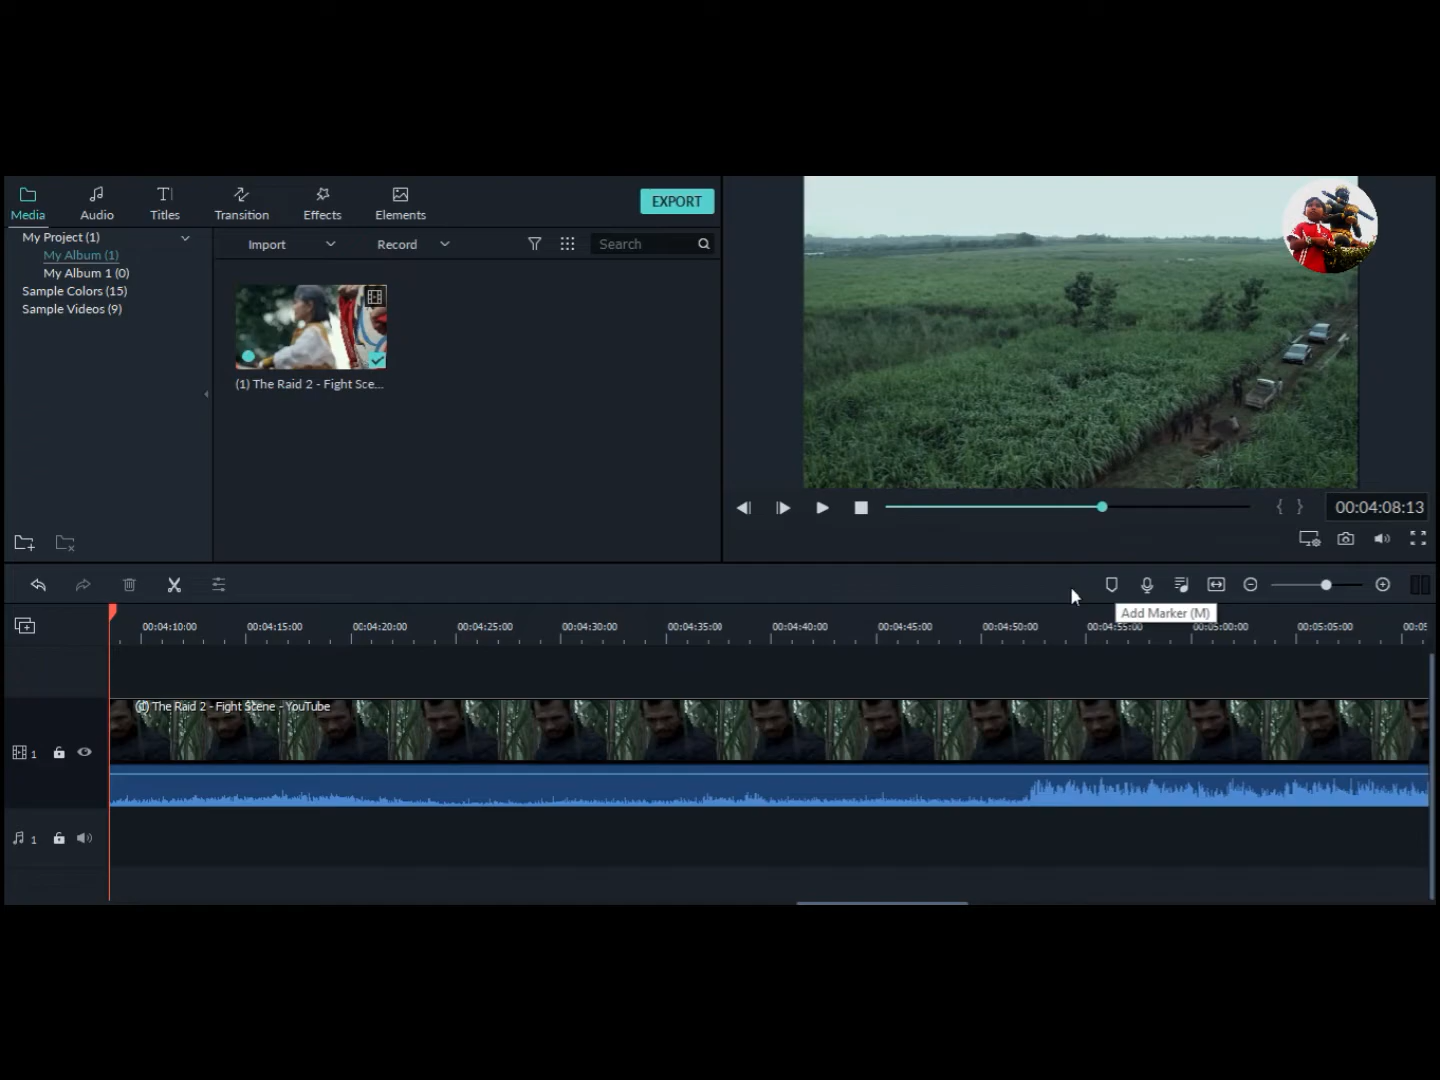 Media
Audio
Titles
Transition
Effects
Elements
EXPORT
My Project (1)
My Album (1)
My Album 1 (0)
Sample Colors (15)
Sample Videos (9)
Import
Record
Search
(1) The Raid 2 - Fight Sce...
00:04:08:13
Add Marker (M)
00:04:10:00
00:04:15:00
00:04:20:00
00:04:25:00
00:04:30:00
00:04:35:00
00:04:40:00
00:04:45:00
00:04:50:00
00:04:55:00
00:05:00:00
00:05:05:00
(1) The Raid 2 - Fight Scene - YouTube
1
1